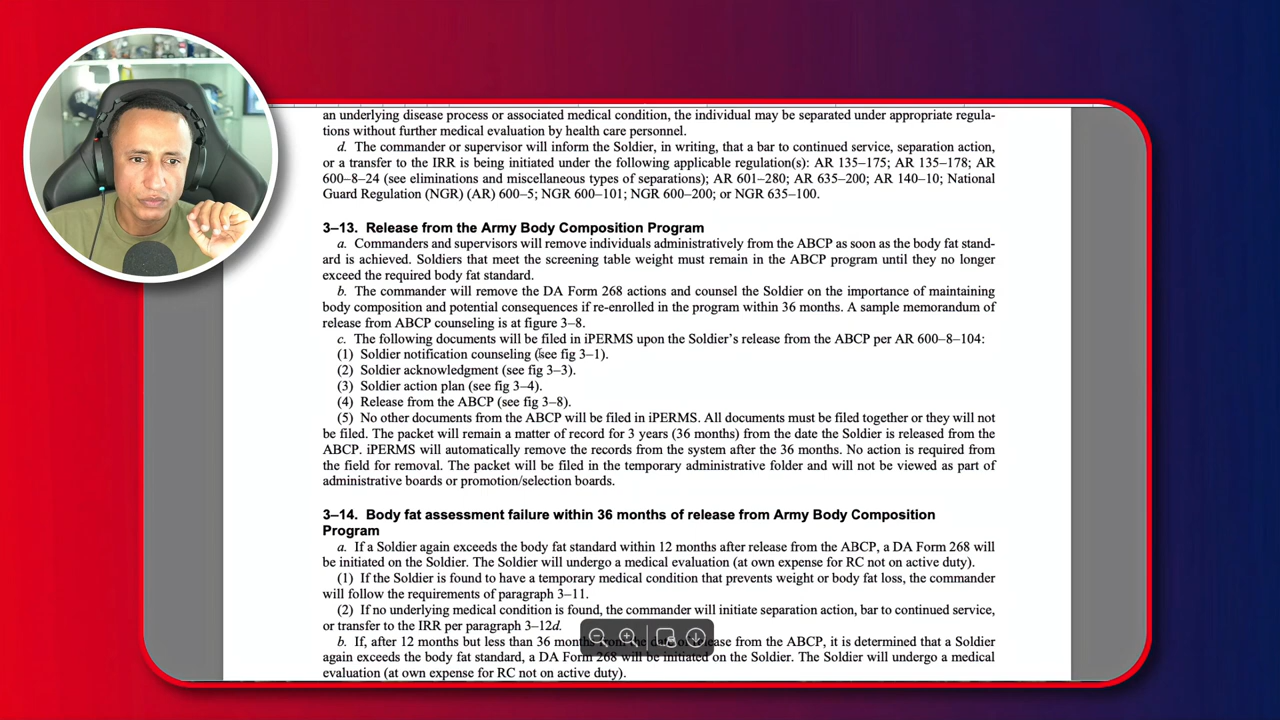 an underlying disease process or associated medical condition, the individual may be separated under appropriate regula-
tions without further medical evaluation by health care personnel.
d. The commander or supervisor will inform the Soldier, in writing, that a bar to continued service, separation action,
or a transfer to the IRR is being initiated under the following applicable regulation(s): AR 135–175; AR 135–178; AR
600–8–24 (see eliminations and miscellaneous types of separations); AR 601–280; AR 635–200; AR 140–10; National
Guard Regulation (NGR) (AR) 600–5; NGR 600–101; NGR 600–200; or NGR 635–100.
3–13. Release from the Army Body Composition Program
a. Commanders and supervisors will remove individuals administratively from the ABCP as soon as the body fat stand-
ard is achieved. Soldiers that meet the screening table weight must remain in the ABCP program until they no longer
exceed the required body fat standard.
b. The commander will remove the DA Form 268 actions and counsel the Soldier on the importance of maintaining
body composition and potential consequences if re-enrolled in the program within 36 months. A sample memorandum of
release from ABCP counseling is at figure 3–8.
c. The following documents will be filed in iPERMS upon the Soldier’s release from the ABCP per AR 600–8–104:
(1) Soldier notification counseling (see fig 3–1).
(2) Soldier acknowledgment (see fig 3–3).
(3) Soldier action plan (see fig 3–4).
(4) Release from the ABCP (see fig 3–8).
(5) No other documents from the ABCP will be filed in iPERMS. All documents must be filed together or they will not
be filed. The packet will remain a matter of record for 3 years (36 months) from the date the Soldier is released from the
ABCP. iPERMS will automatically remove the records from the system after the 36 months. No action is required from
the field for removal. The packet will be filed in the temporary administrative folder and will not be viewed as part of
administrative boards or promotion/selection boards.
3–14. Body fat assessment failure within 36 months of release from Army Body Composition
Program
a. If a Soldier again exceeds the body fat standard within 12 months after release from the ABCP, a DA Form 268 will
be initiated on the Soldier. The Soldier will undergo a medical evaluation (at own expense for RC not on active duty).
(1) If the Soldier is found to have a temporary medical condition that prevents weight or body fat loss, the commander
will follow the requirements of paragraph 3–11.
(2) If no underlying medical condition is found, the commander will initiate separation action, bar to continued service,
or transfer to the IRR per paragraph 3–12d.
b. If, after 12 months but less than 36 months from the date of release from the ABCP, it is determined that a Soldier
again exceeds the body fat standard, a DA Form 268 will be initiated on the Soldier. The Soldier will undergo a medical
evaluation (at own expense for RC not on active duty).